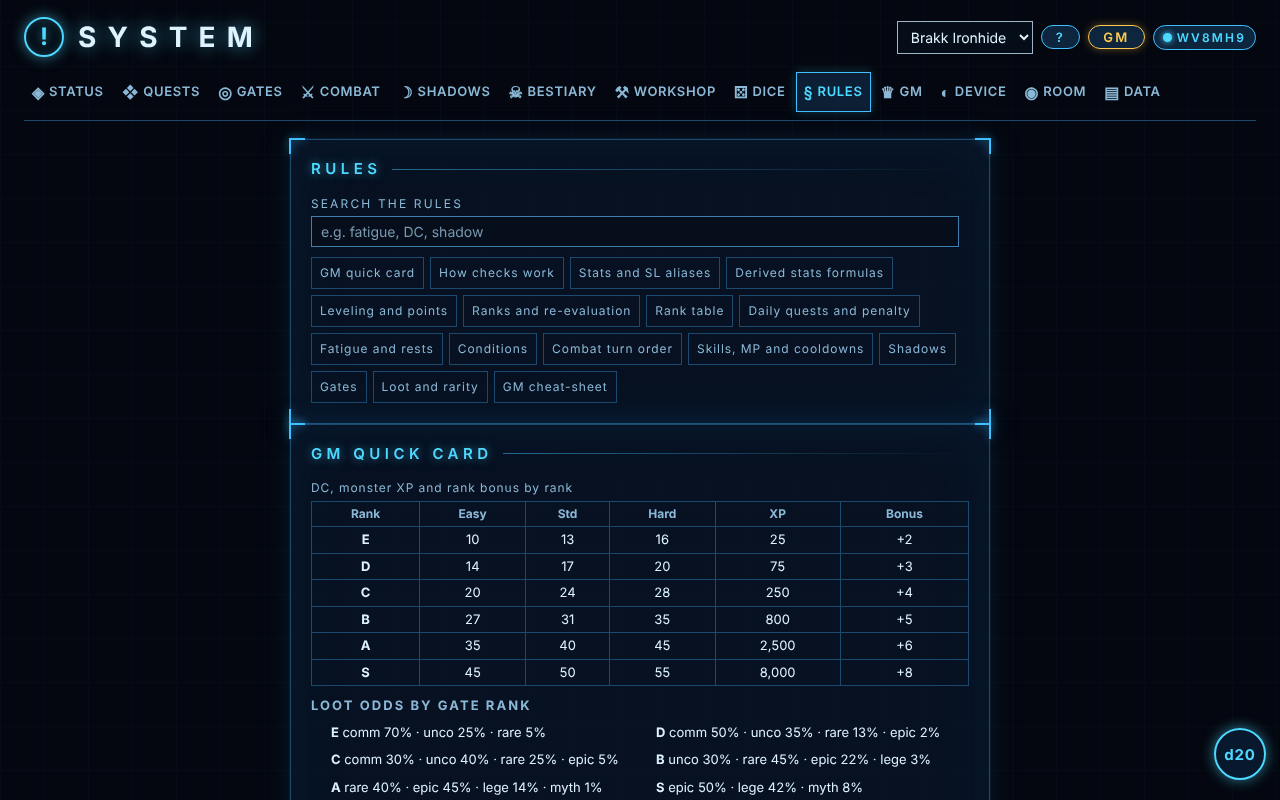 ! SYSTEM
Brakk Ironhide ? GM WV8MH9
STATUS QUESTS GATES COMBAT SHADOWS BESTIARY WORKSHOP DICE § RULES GM DEVICE ROOM DATA
RULES
SEARCH THE RULES
e.g. fatigue, DC, shadow
GM quick card How checks work Stats and SL aliases Derived stats formulas
Leveling and points Ranks and re-evaluation Rank table Daily quests and penalty
Fatigue and rests Conditions Combat turn order Skills, MP and cooldowns Shadows
Gates Loot and rarity GM cheat-sheet
GM QUICK CARD
DC, monster XP and rank bonus by rank
Rank Easy Std Hard XP Bonus
E 10 13 16 25 +2
D 14 17 20 75 +3
C 20 24 28 250 +4
B 27 31 35 800 +5
A 35 40 45 2,500 +6
S 45 50 55 8,000 +8
LOOT ODDS BY GATE RANK
E comm 70% · unco 25% · rare 5% D comm 50% · unco 35% · rare 13% · epic 2%
C comm 30% · unco 40% · rare 25% · epic 5% B unco 30% · rare 45% · epic 22% · lege 3%
A rare 40% · epic 45% · lege 14% · myth 1% S epic 50% · lege 42% · myth 8%
d20